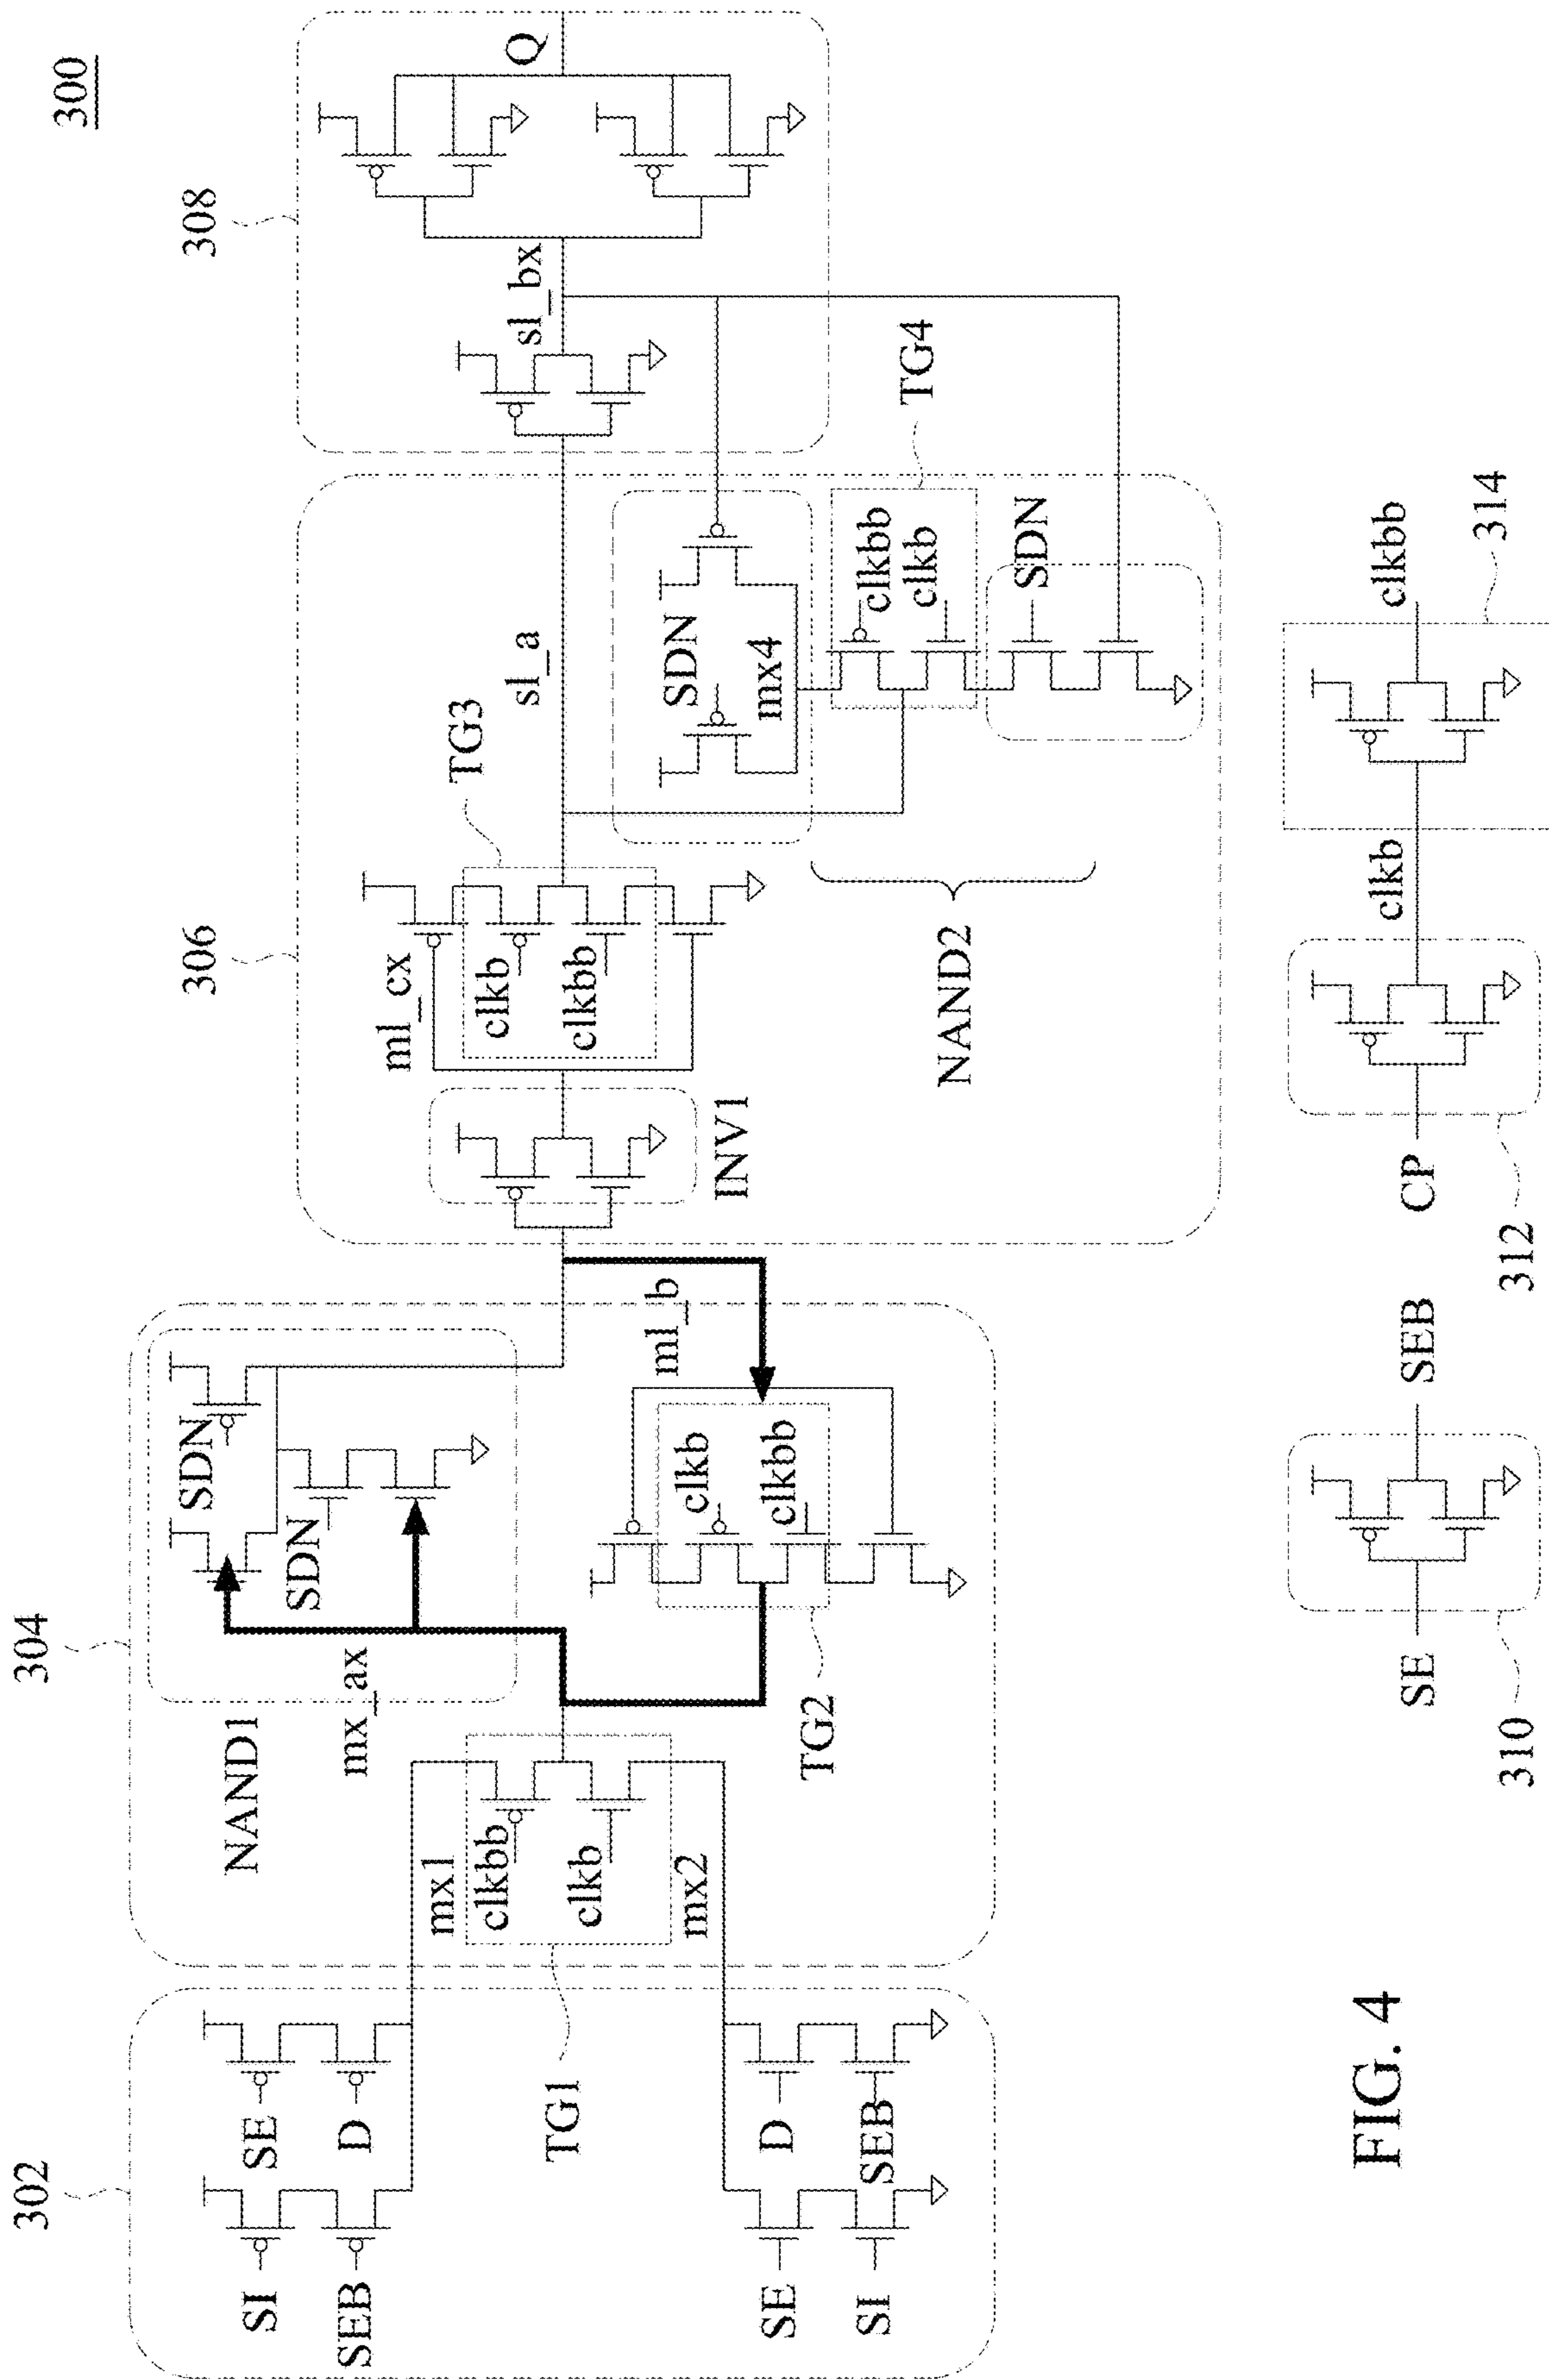 300
302
304
306
308
SI
SEB
SE
D
SE
SI
D
SEB
TG1
mx1
clkbb
clkb
mx2
NAND1
mx_ax
SDN
SDN
TG2
clkb
clkbb
ml_b
INV1
ml_cx
clkb
clkbb
TG3
sl_a
SDN
mx4
NAND2
clkbb
clkb
TG4
SDN
sl_bx
Q
SE
SEB
310
CP
312
clkb
clkbb
314
FIG. 4